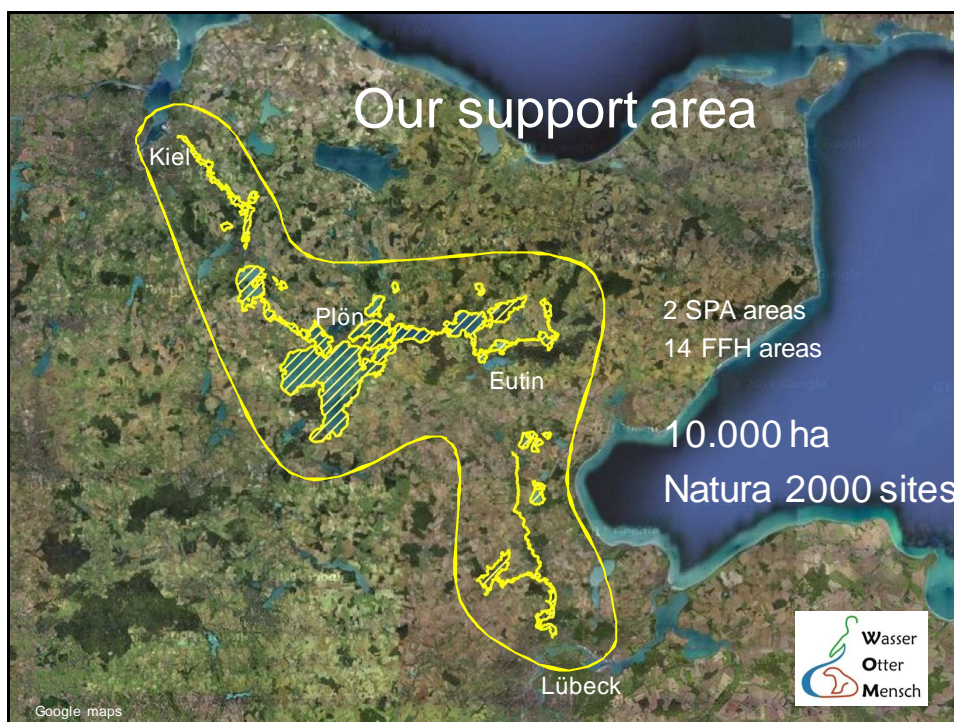 Our support area
Kiel
Plön
2 SPA areas
14 FFH areas
Eutin
10.000 ha
Natura 2000 sites
Wasser
Otter
Mensch
Lübeck
Google maps